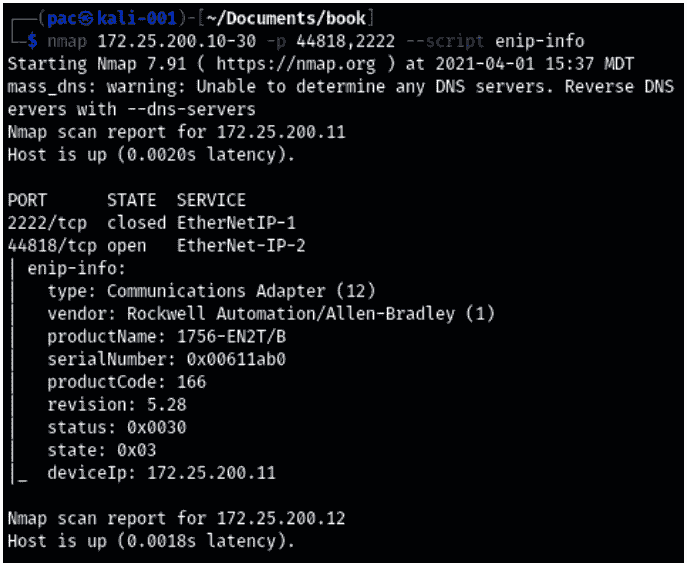 ┌──(pac㉿kali-001)-[~/Documents/book]
└─$ nmap 172.25.200.10-30 -p 44818,2222 --script enip-info
Starting Nmap 7.91 ( https://nmap.org ) at 2021-04-01 15:37 MDT
mass_dns: warning: Unable to determine any DNS servers. Reverse DNS
ervers with --dns-servers
Nmap scan report for 172.25.200.11
Host is up (0.0020s latency).

PORT      STATE  SERVICE
2222/tcp  closed EtherNetIP-1
44818/tcp open   EtherNet-IP-2
| enip-info:
|   type: Communications Adapter (12)
|   vendor: Rockwell Automation/Allen-Bradley (1)
|   productName: 1756-EN2T/B
|   serialNumber: 0x00611ab0
|   productCode: 166
|   revision: 5.28
|   status: 0x0030
|   state: 0x03
|_  deviceIp: 172.25.200.11

Nmap scan report for 172.25.200.12
Host is up (0.0018s latency).